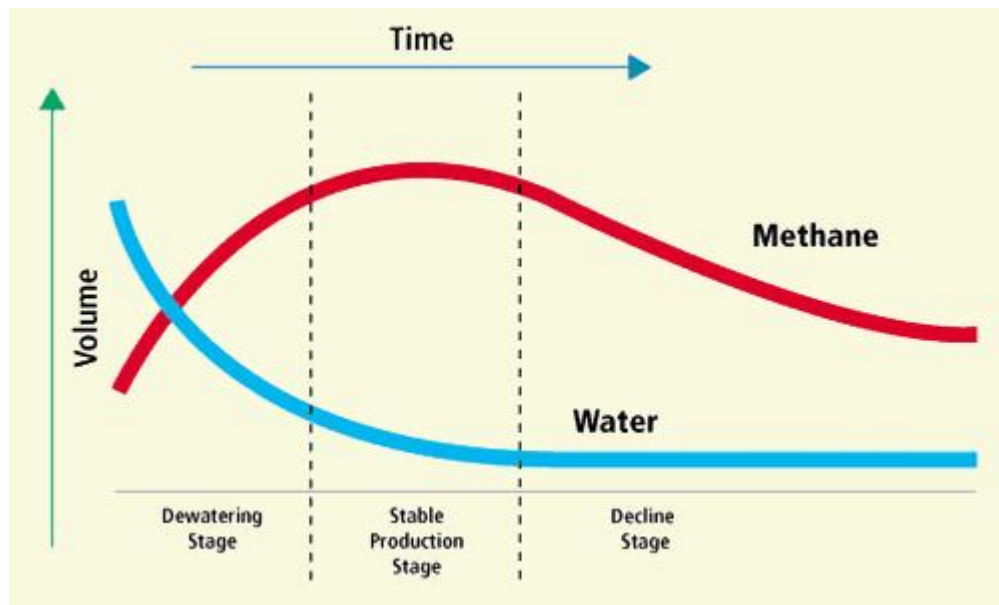 Time
Volume
Methane
Water
Dewatering
Stage
Stable
Production
Stage
Decline
Stage